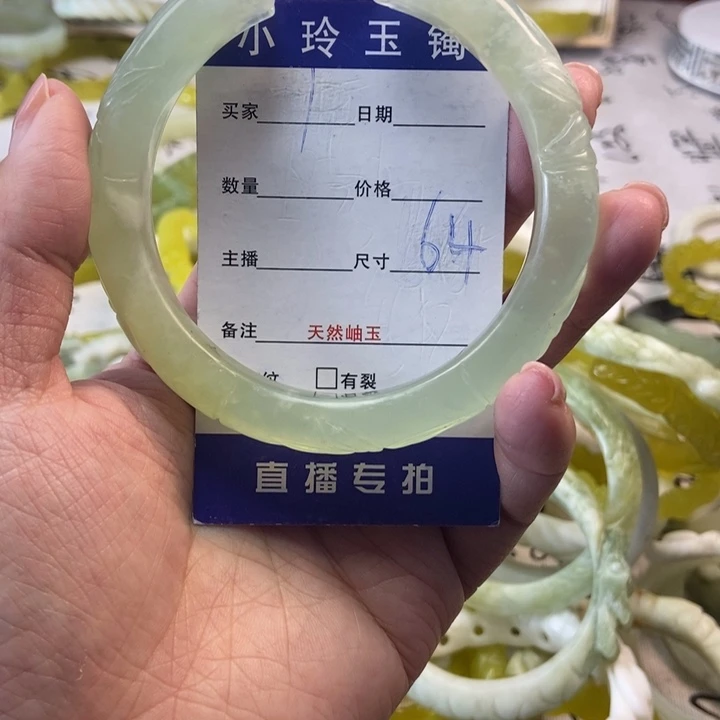 小玲玉镯
买家 日期
数量 价格
主播 尺寸 64
备注 天然岫玉
纹 □有裂
直播专拍